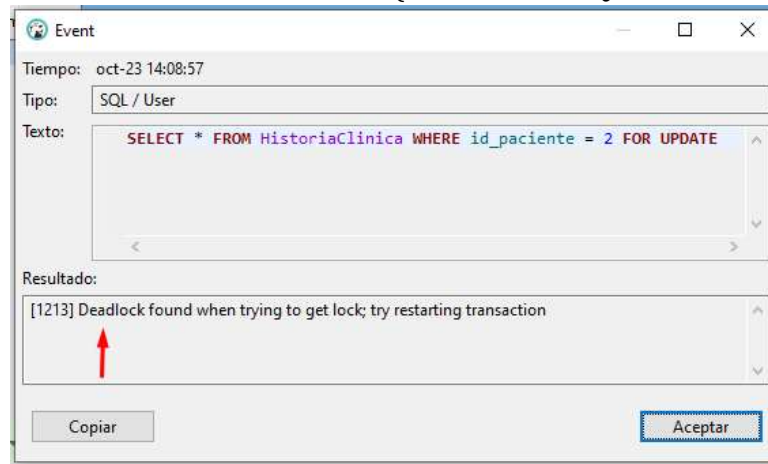 Event
Tiempo: oct-23 14:08:57
Tipo: SQL / User
Texto: SELECT * FROM HistoriaClinica WHERE id_paciente = 2 FOR UPDATE
Resultado:
[1213] Deadlock found when trying to get lock; try restarting transaction
Copiar Aceptar